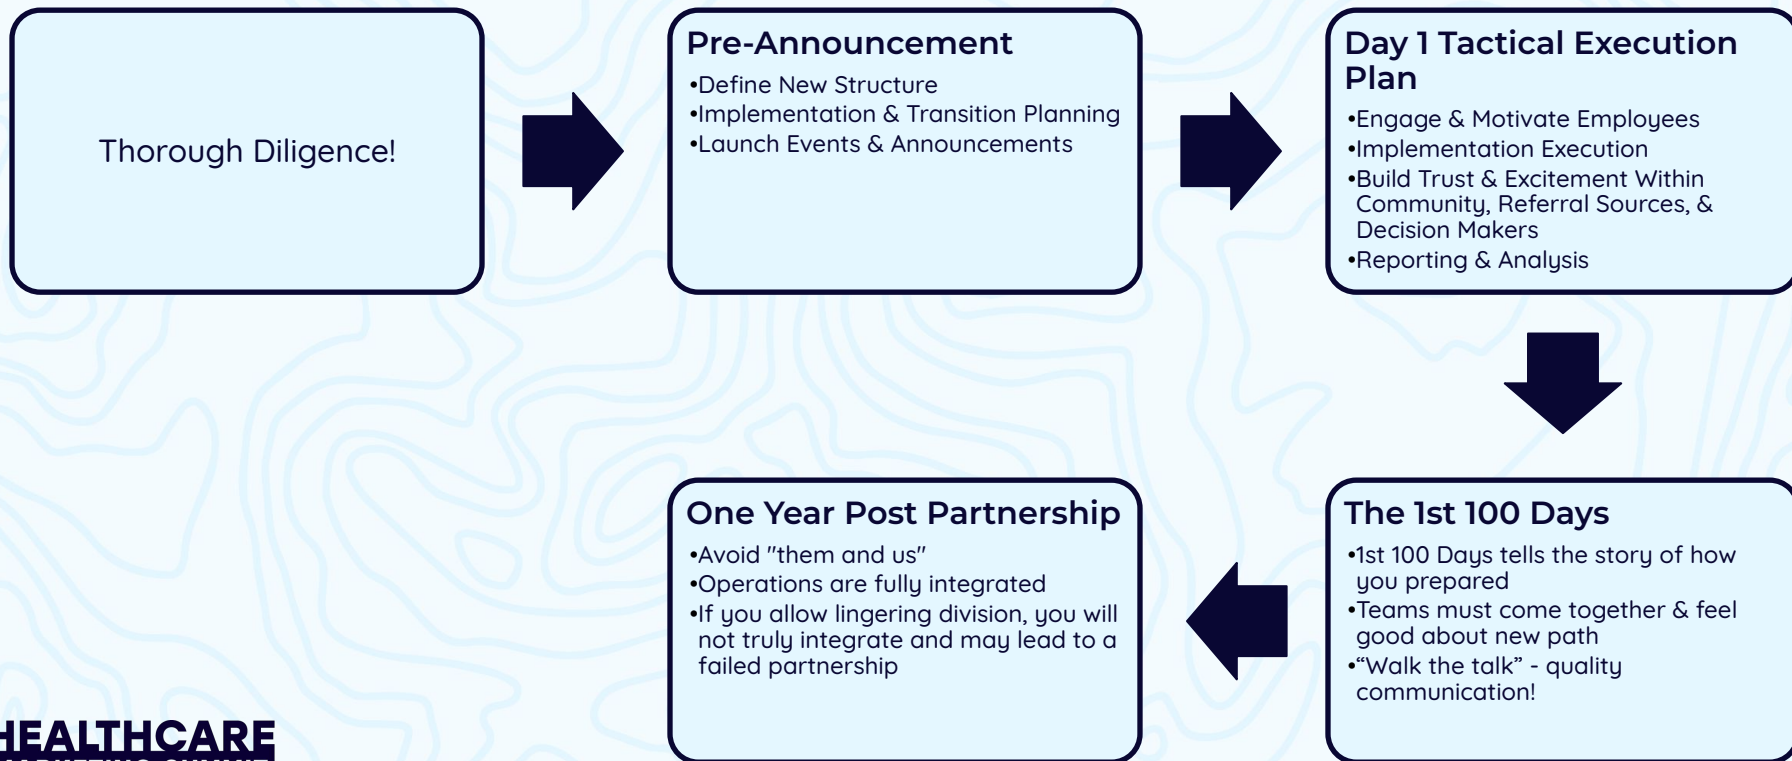 Thorough Diligence!
Pre-Announcement
•Define New Structure
•Implementation & Transition Planning
•Launch Events & Announcements
Day 1 Tactical Execution
Plan
•Engage & Motivate Employees
•Implementation Execution
•Build Trust & Excitement Within
Community, Referral Sources, &
Decision Makers
•Reporting & Analysis
The 1st 100 Days
•1st 100 Days tells the story of how
you prepared
•Teams must come together & feel
good about new path
•“Walk the talk” - quality
communication!
One Year Post Partnership
•Avoid "them and us"
•Operations are fully integrated
•If you allow lingering division, you will
not truly integrate and may lead to a
failed partnership
HEALTHCARE
MARKETING SUMMIT